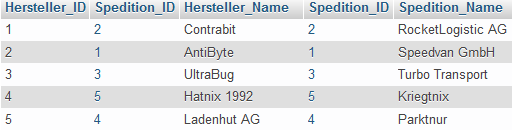 Hersteller_ID Spedition_ID Hersteller_Name Spedition_ID Spedition_Name
1 2 Contrabit 2 RocketLogistic AG
2 1 AntiByte 1 Speedvan GmbH
3 3 UltraBug 3 Turbo Transport
4 5 Hatnix 1992 5 Kriegtnix
5 4 Ladenhut AG 4 Parktnur